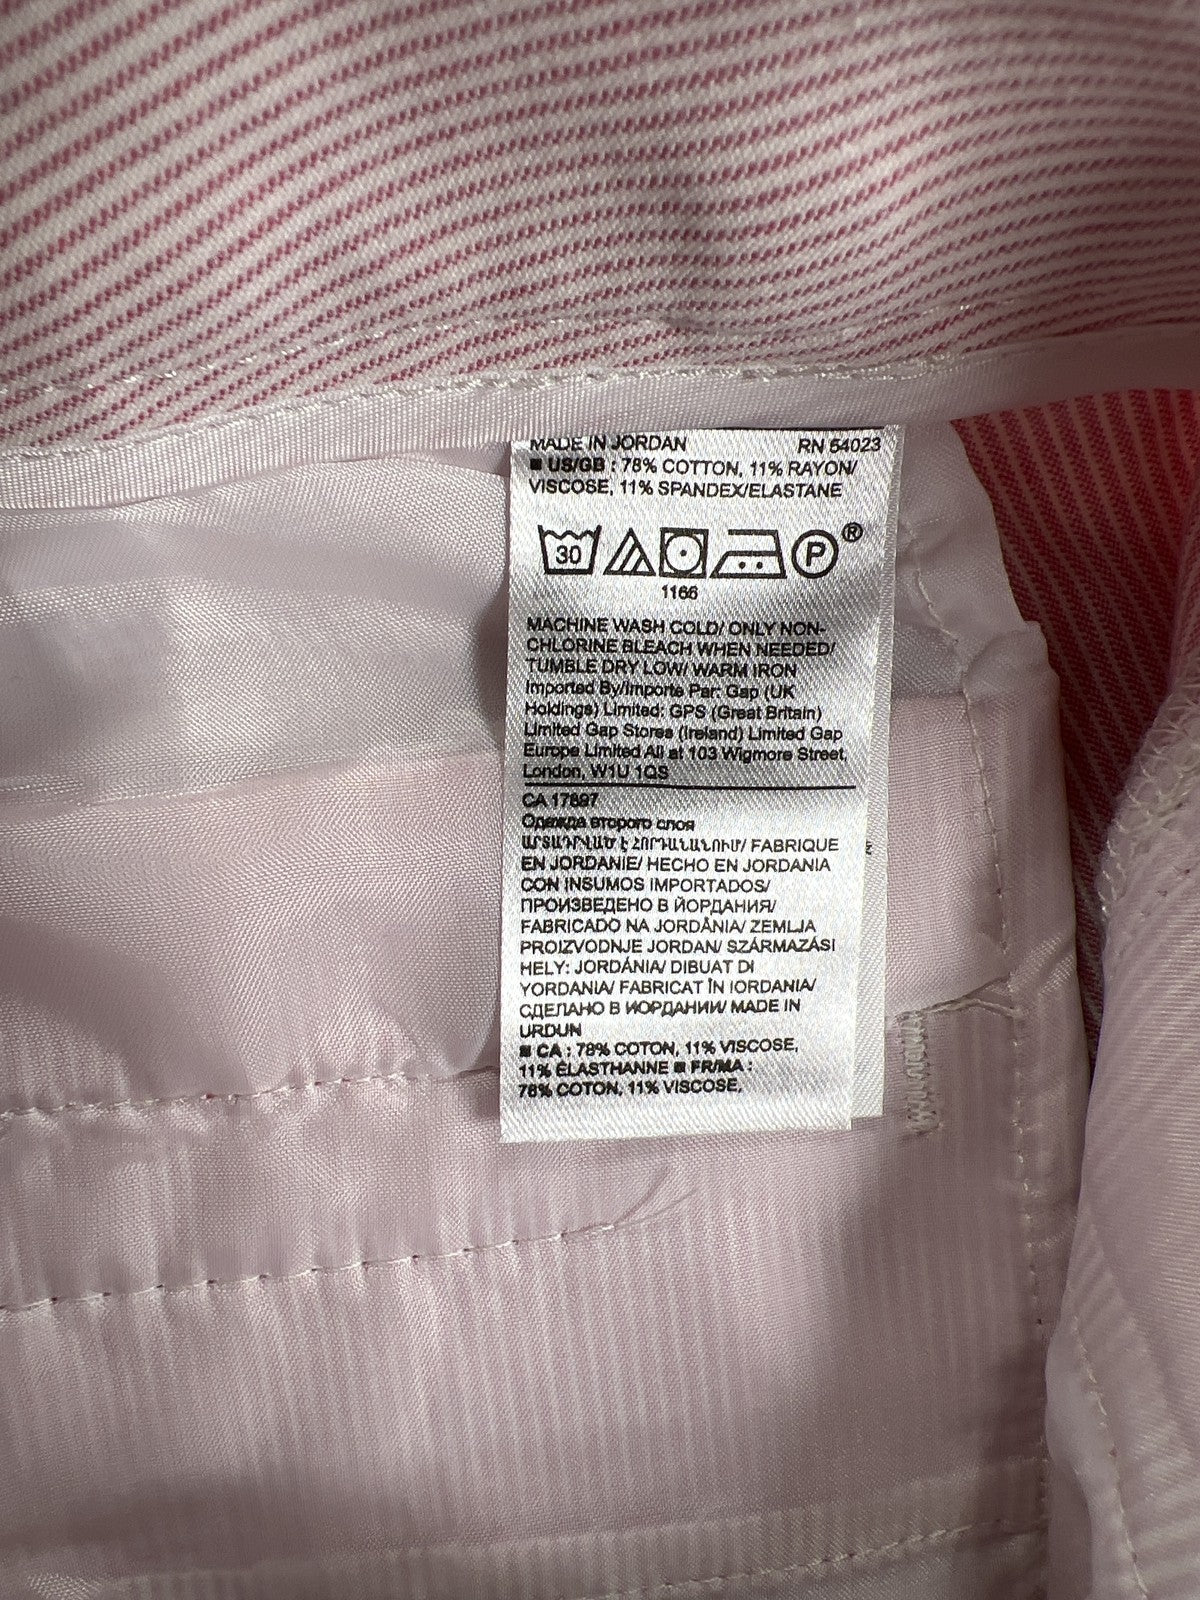 MADE IN JORDAN RN 54023
■ US/GB : 78% COTTON, 11% RAYON/
VISCOSE, 11% SPANDEX/ELASTANE
30 P ®
1166
MACHINE WASH COLD/ ONLY NON-
CHLORINE BLEACH WHEN NEEDED/
TUMBLE DRY LOW/ WARM IRON
Imported By/Importe Par: Gap (UK
Holdings) Limited: GPS (Great Britain)
Limited Gap Stores (Ireland) Limited Gap
Europe Limited All at 103 Wigmore Street,
London, W1U 1QS
CA 17897
Одежда второго слоя
ԱՐՏԱԴՐՎԱԾ Է ՀՈՐԴԱՆԱՆՈՒՄ/ FABRIQUE
EN JORDANIE/ HECHO EN JORDANIA
CON INSUMOS IMPORTADOS/
ПРОИЗВЕДЕНО В ЙОРДАНИЯ/
FABRICADO NA JORDÂNIA/ ZEMLJA
PROIZVODNJE JORDAN/ SZÁRMAZÁSI
HELY: JORDÁNIA/ DIBUAT DI
YORDANIA/ FABRICAT ÎN IORDANIA/
СДЕЛАНО В ИОРДАНИИ/ MADE IN
URDUN
■ CA : 78% COTON, 11% VISCOSE,
11% ÉLASTHANNE ■ FR/MA :
78% COTON, 11% VISCOSE,